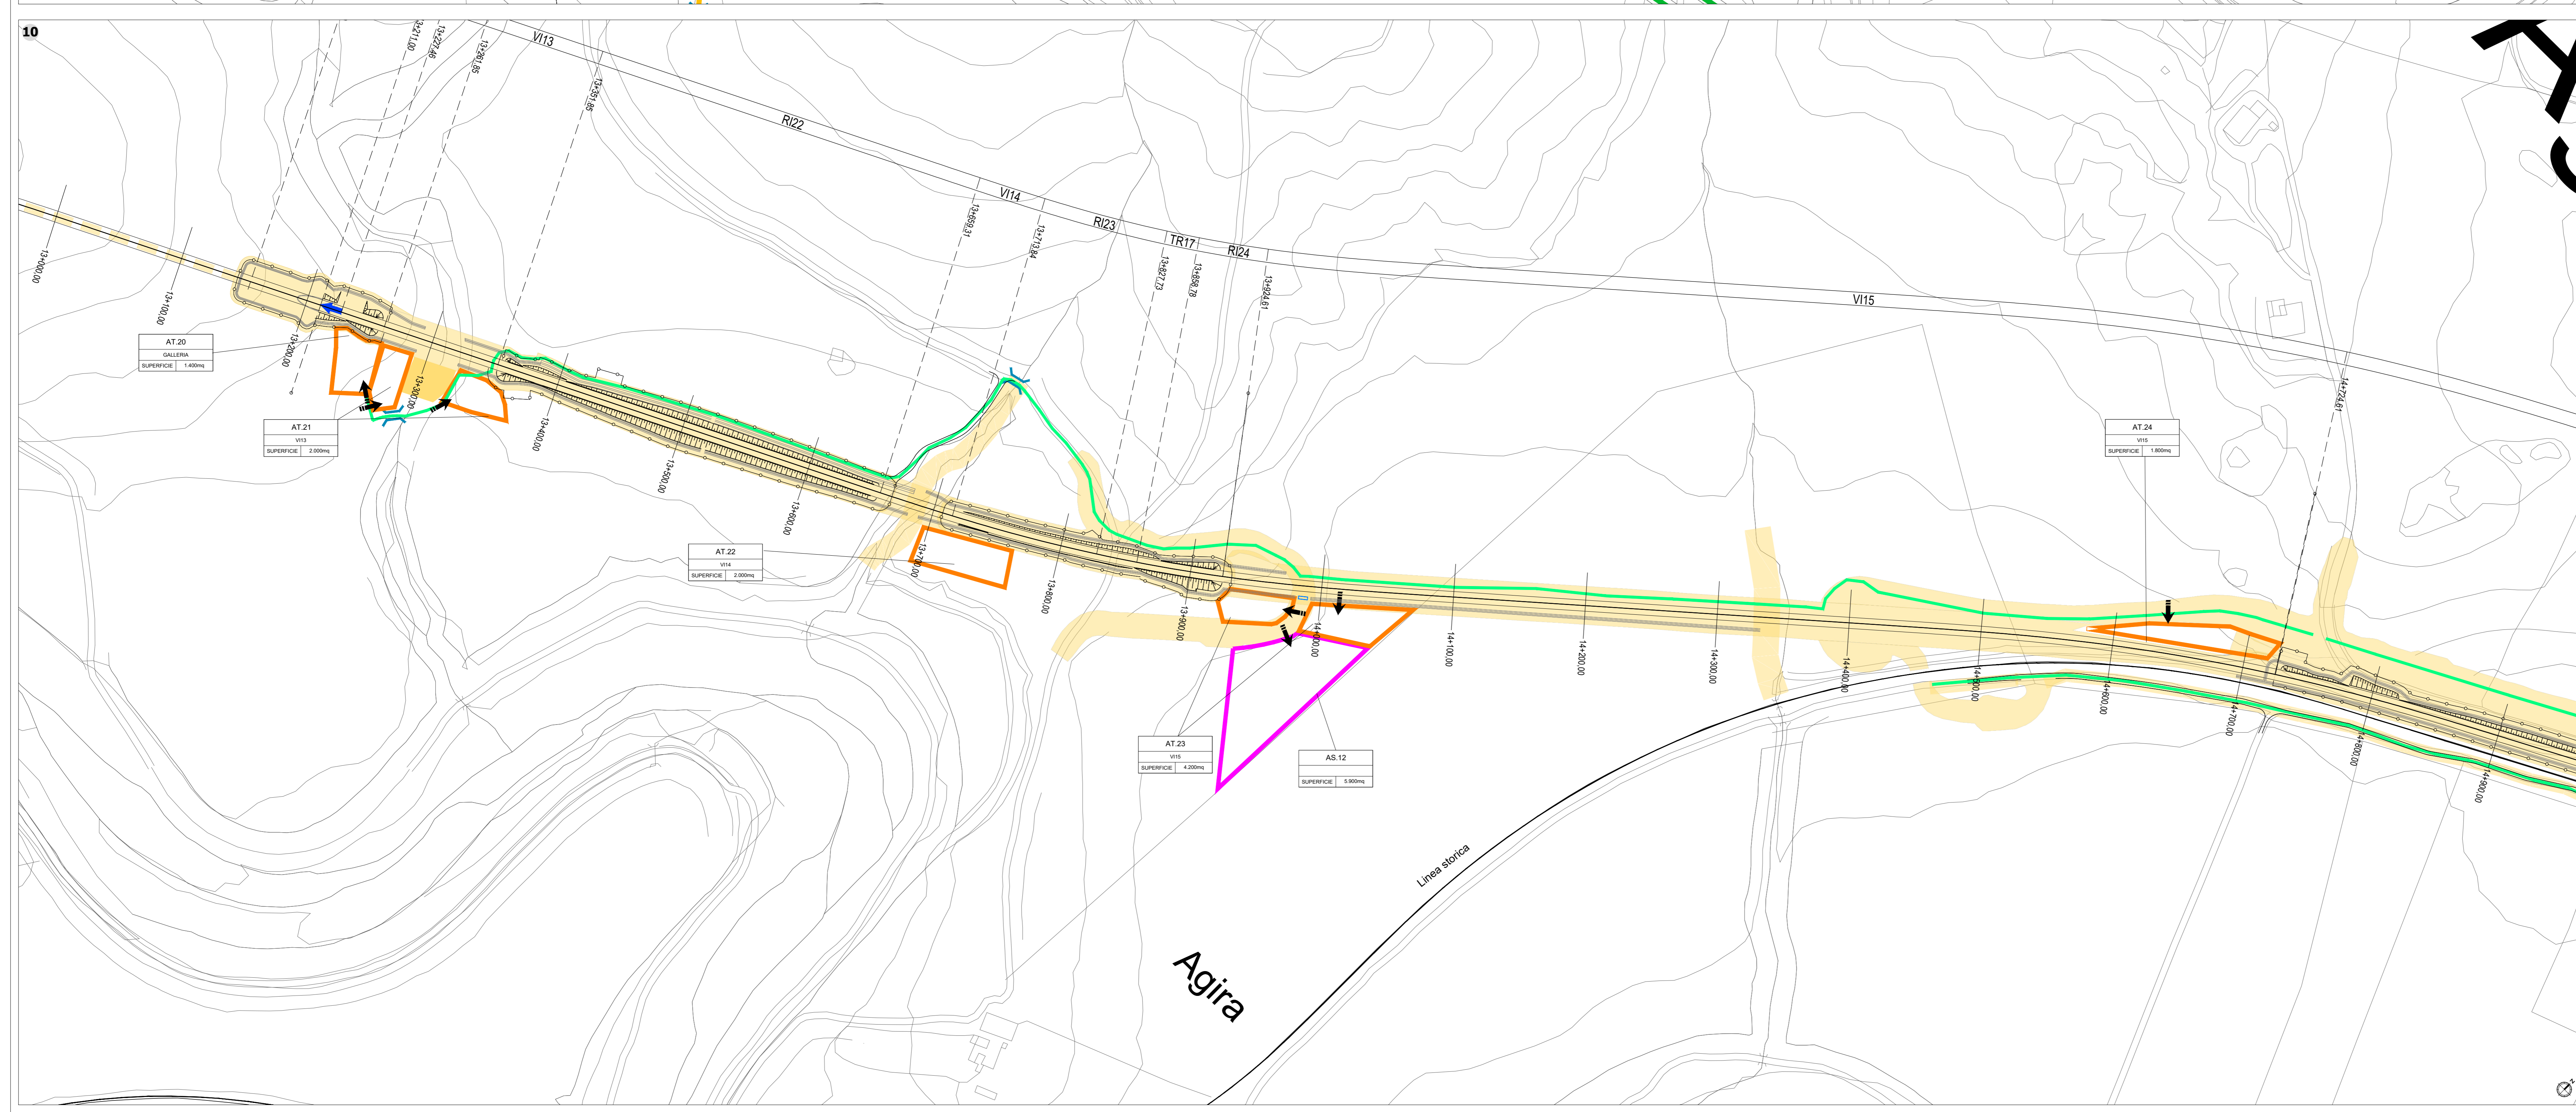 10
13+211.00
13+227.46
13+261.85
13+351.85
VI13
RI22
VI14
RI23
TR17
RI24
VI15
13+659.31
13+713.84
13+827.73
13+858.78
13+924.61
14+724.61
13+000.00
13+100.00
13+200.00
13+300.00
13+400.00
13+500.00
13+600.00
13+700.00
13+800.00
13+900.00
14+000.00
14+100.00
14+200.00
14+300.00
14+400.00
14+500.00
14+600.00
14+700.00
14+800.00
14+900.00
AT.20
GALLERIA
SUPERFICIE 1.400mq
AT.21
VI13
SUPERFICIE 2.000mq
AT.22
VI14
SUPERFICIE 2.000mq
AT.23
VI15
SUPERFICIE 4.200mq
AS.12
SUPERFICIE 5.900mq
AT.24
VI15
SUPERFICIE 1.800mq
Linea storica
Agira